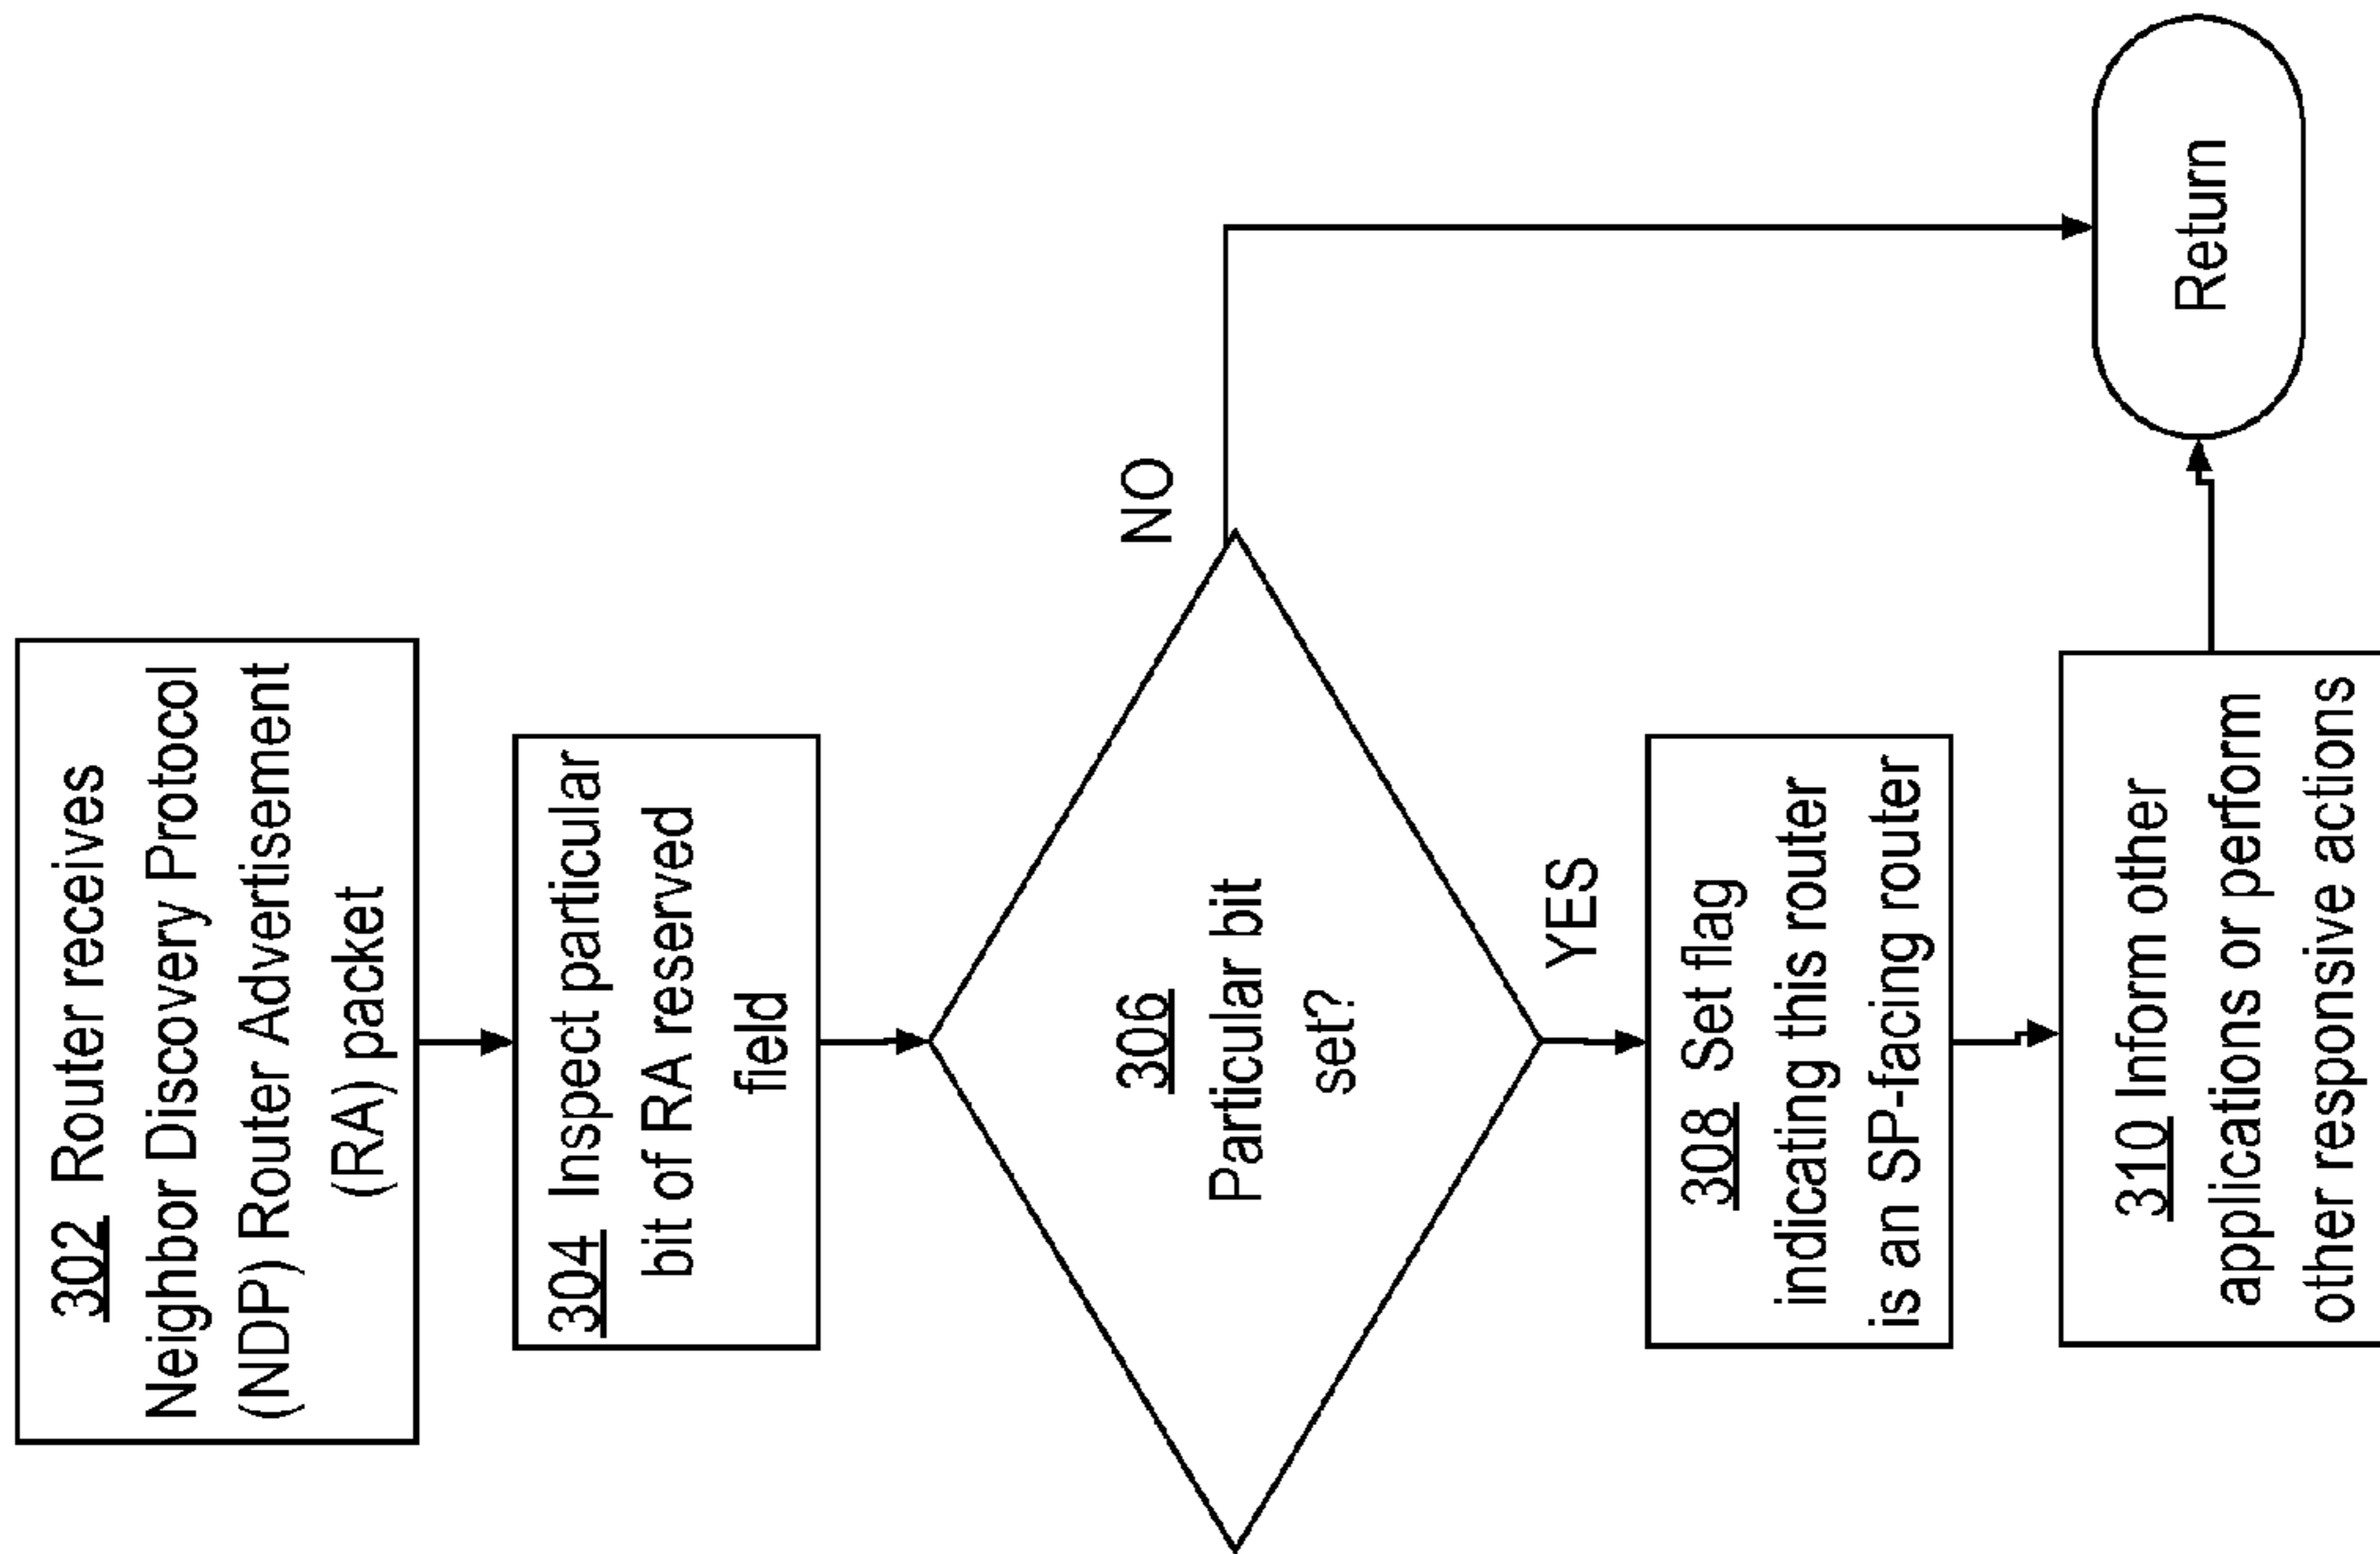 302 Router receives
Neighbor Discovery Protocol
(NDP) Router Advertisement
(RA) packet
304 Inspect particular
bit of RA reserved
field
306
Particular bit
set?
NO
YES
308 Set flag
indicating this router
is an SP-facing router
310 Inform other
applications or perform
other responsive actions
Return